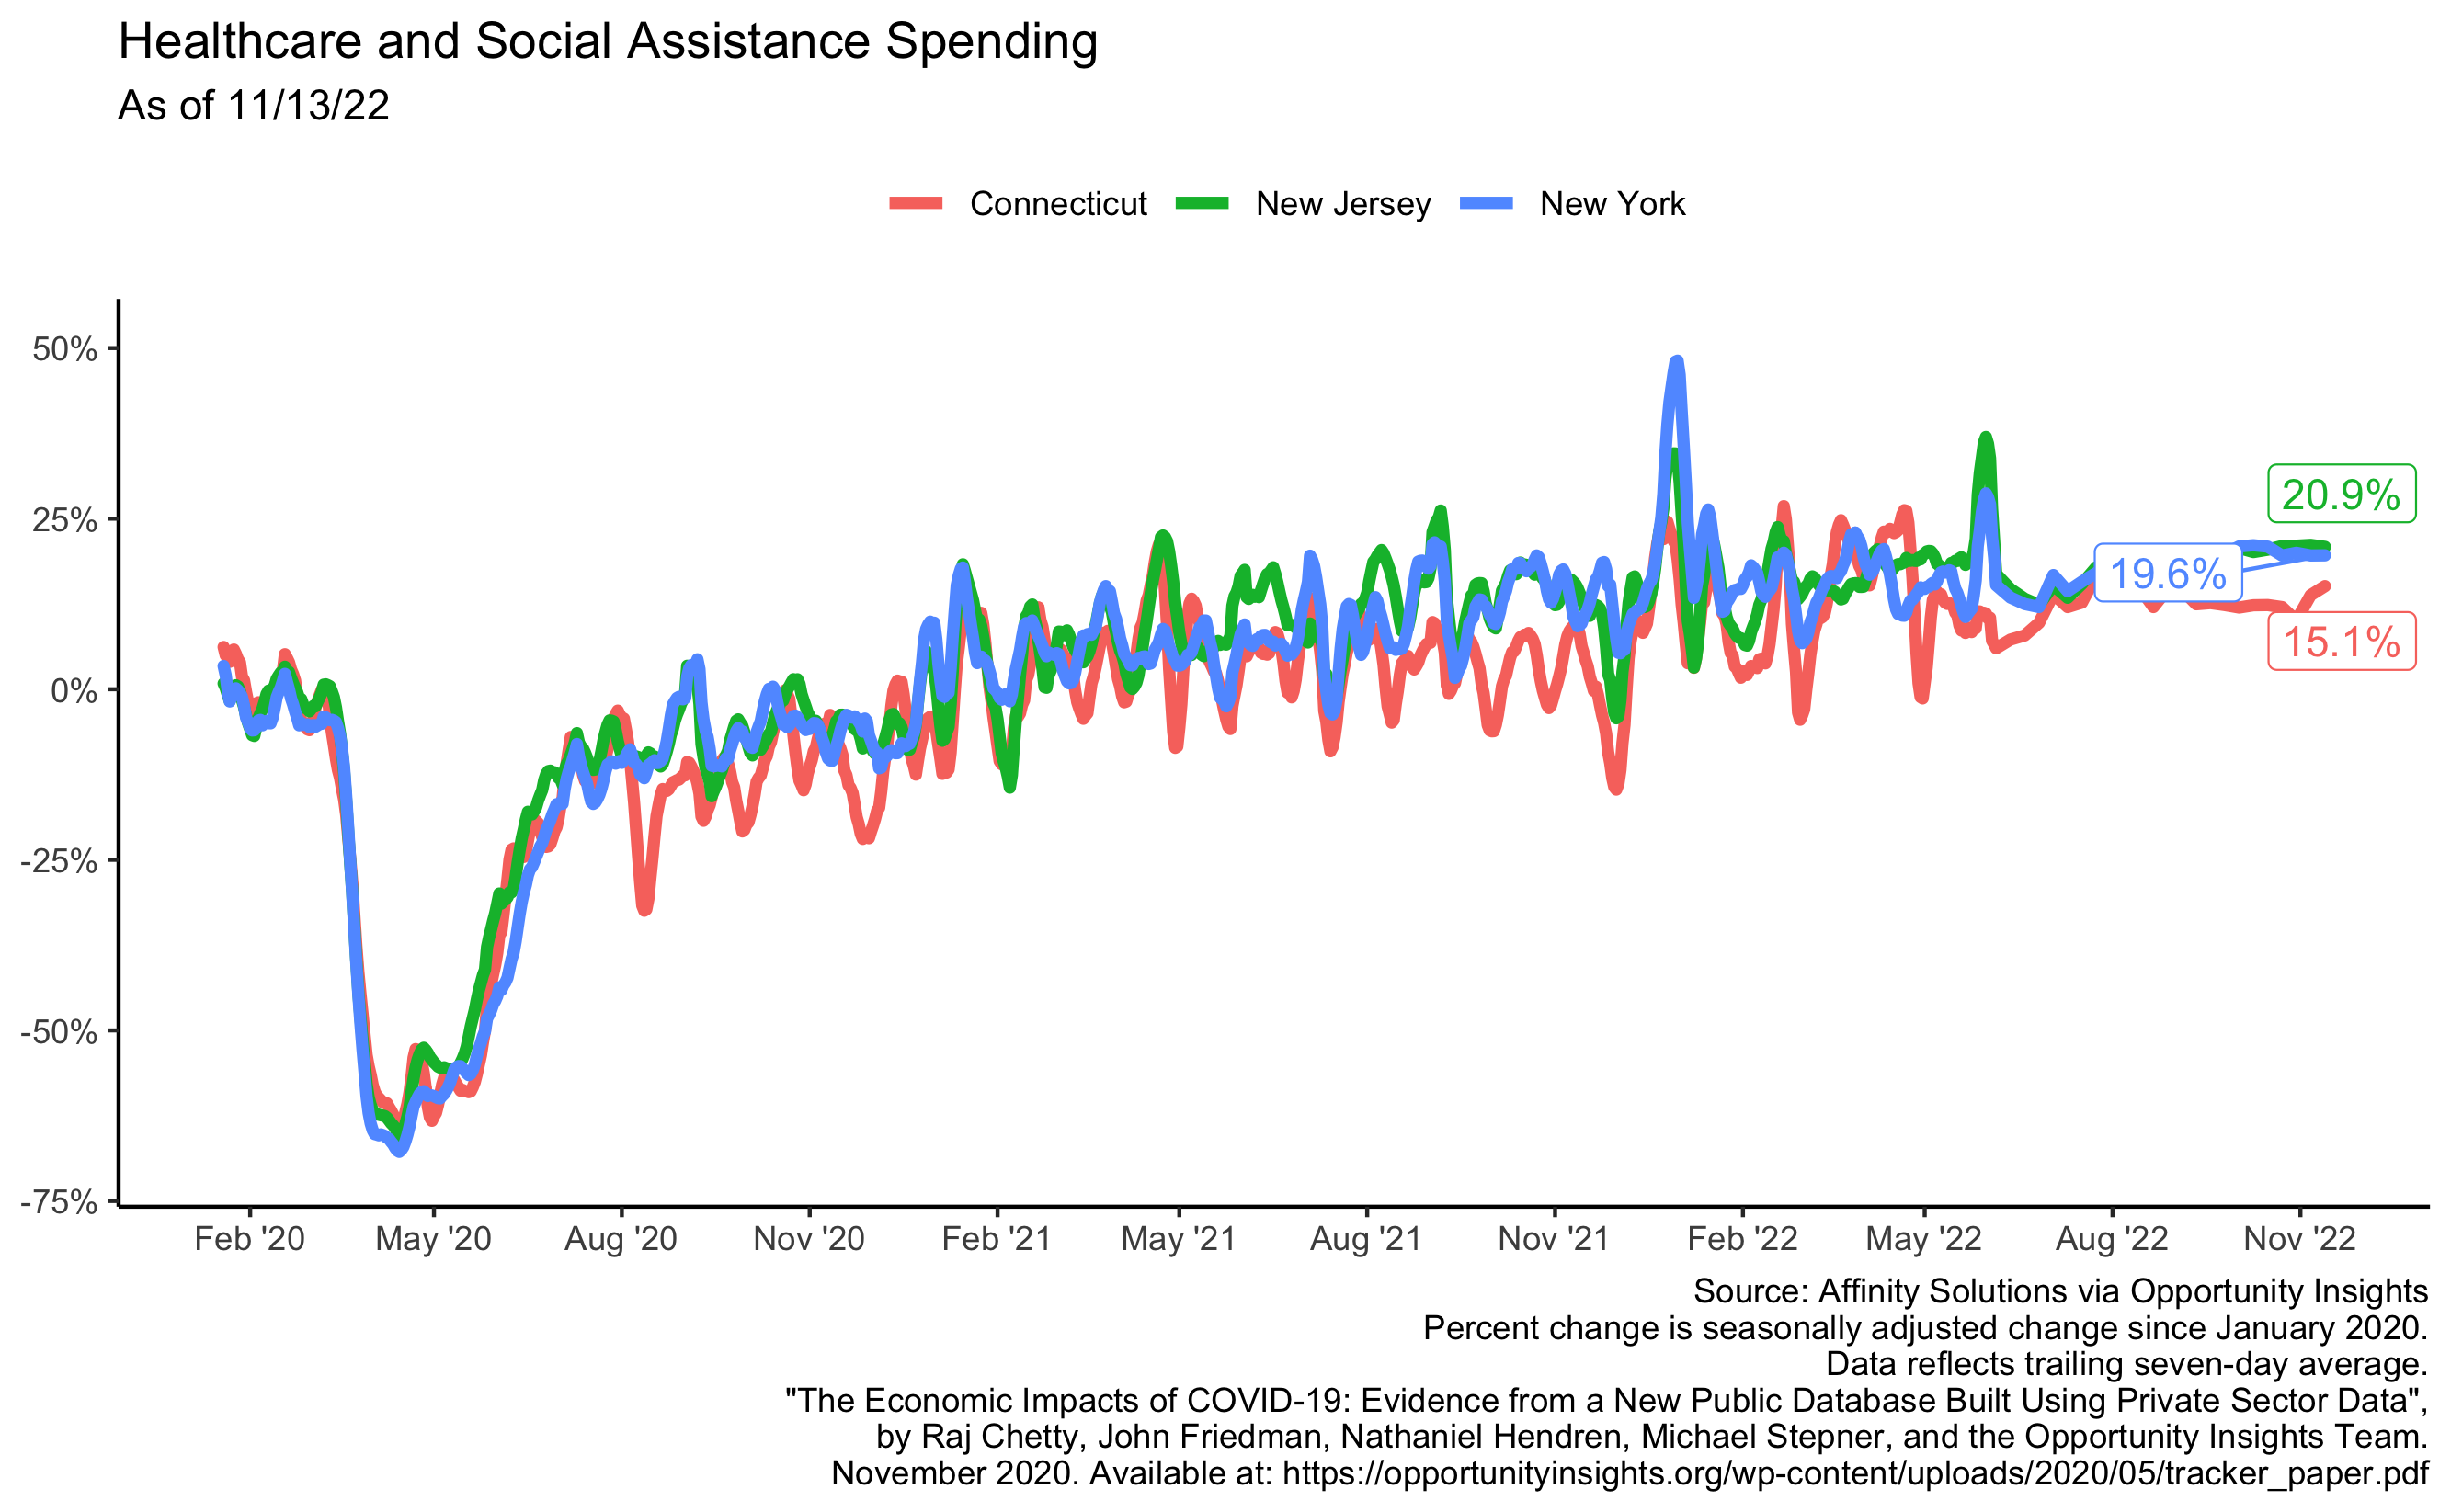 Healthcare and Social Assistance Spending
As of 11/13/22
Connecticut New Jersey New York
50%
25%
0%
-25%
-50%
-75%
20.9%
19.6%
15.1%
Feb '20 May '20 Aug '20 Nov '20 Feb '21 May '21 Aug '21 Nov '21 Feb '22 May '22 Aug '22 Nov '22
Source: Affinity Solutions via Opportunity Insights
Percent change is seasonally adjusted change since January 2020.
Data reflects trailing seven-day average.
"The Economic Impacts of COVID-19: Evidence from a New Public Database Built Using Private Sector Data",
by Raj Chetty, John Friedman, Nathaniel Hendren, Michael Stepner, and the Opportunity Insights Team.
November 2020. Available at: https://opportunityinsights.org/wp-content/uploads/2020/05/tracker_paper.pdf